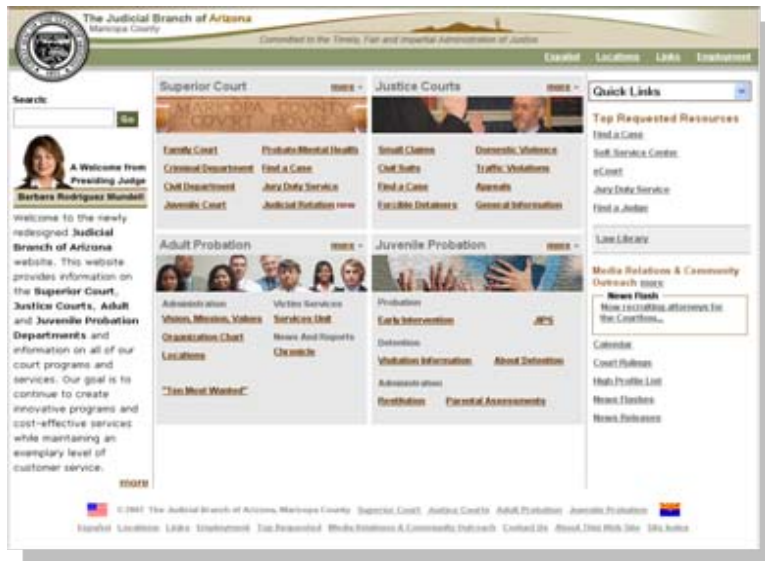 The Judicial Branch of Arizona
Maricopa County
Committed to the Timely, Fair and Impartial Administration of Justice
Español Locations Links Employment
Search:
Go
A Welcome from
Presiding Judge
Barbara Rodriguez Mundell
Welcome to the newly
redesigned Judicial
Branch of Arizona
website. This website
provides information on
the Superior Court,
Justice Courts, Adult
and Juvenile Probation
Departments and
information on all of our
court programs and
services. Our goal is to
continue to create
innovative programs and
cost-effective services
while maintaining an
exemplary level of
customer service.
more
Superior Court more
MARICOPA COUNTY
COURT HOUSE
Family Court Probate/Mental Health
Criminal Department Find a Case
Civil Department Jury Duty Service
Juvenile Court Judicial Rotation new
Justice Courts more
Small Claims Domestic Violence
Civil Suits Traffic Violations
Find a Case Appeals
Forcible Detainers General Information
Adult Probation more
Administration Victim Services
Vision, Mission, Values Services Unit
Organization Chart News And Reports
Locations Chronicle
"Ten Most Wanted"
Juvenile Probation more
Probation
Early Intervention JIPS
Detention
Visitation Information About Detention
Administration
Restitution Parental Assessments
Quick Links
Top Requested Resources
Find a Case
Self-Service Center
eCourt
Jury Duty Service
Find a Judge
Law Library
Media Relations & Community
Outreach more
News Flash
Now recruiting attorneys for
the Courthou...
Calendar
Court Rulings
High Profile List
News Flashes
News Releases
©2007 The Judicial Branch of Arizona, Maricopa County Superior Court Justice Courts Adult Probation Juvenile Probation
Español Locations Links Employment Top Requested Media Relations & Community Outreach Contact Us About This Web Site Site Index